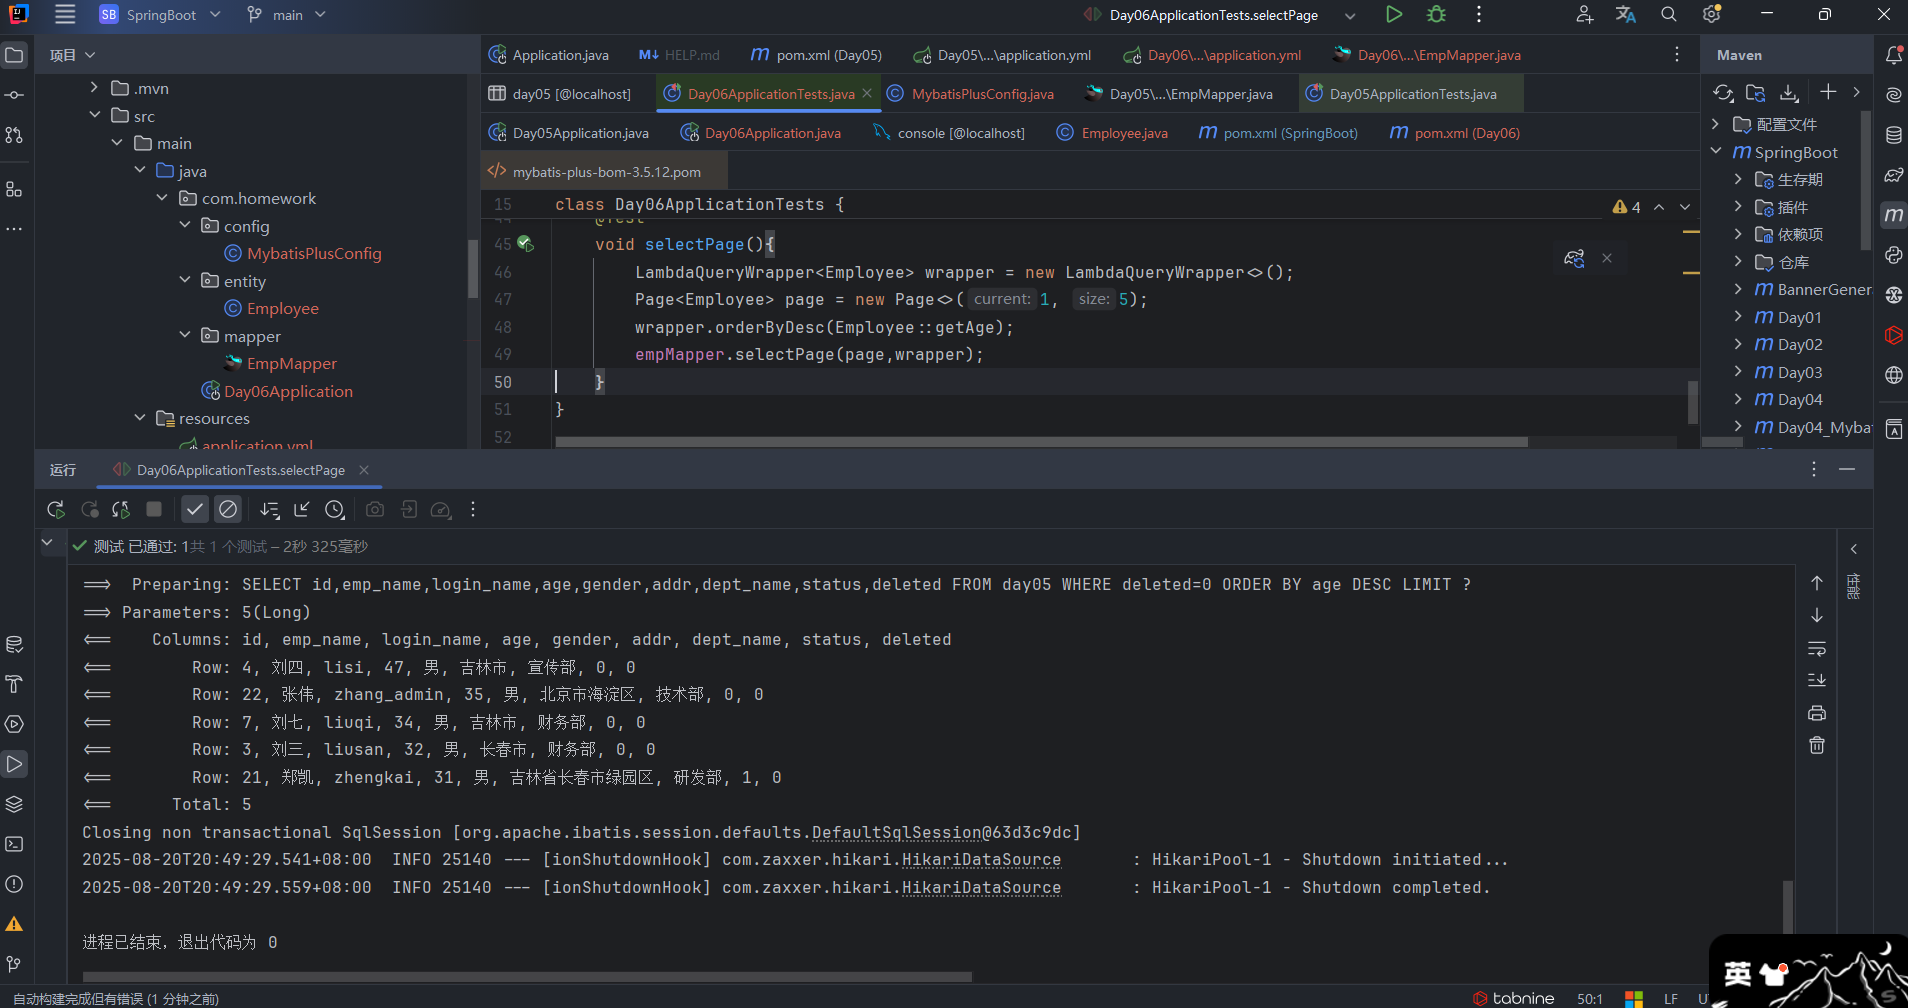 SB SpringBoot main Day06ApplicationTests.selectPage
项目
.mvn
src
main
java
com.homework
config
MybatisPlusConfig
entity
Employee
mapper
EmpMapper
Day06Application
resources
application.yml
Application.java M↓ HELP.md m pom.xml (Day05) Day05\...\application.yml Day06\...\application.yml Day06\...\EmpMapper.java
day05 [@localhost] Day06ApplicationTests.java MybatisPlusConfig.java Day05\...\EmpMapper.java Day05ApplicationTests.java
Day05Application.java Day06Application.java console [@localhost] Employee.java m pom.xml (SpringBoot) m pom.xml (Day06)
mybatis-plus-bom-3.5.12.pom
15 class Day06ApplicationTests {
4
44 @Test
45 void selectPage(){
46 LambdaQueryWrapper<Employee> wrapper = new LambdaQueryWrapper<>();
47 Page<Employee> page = new Page<>( current: 1, size: 5);
48 wrapper.orderByDesc(Employee::getAge);
49 empMapper.selectPage(page,wrapper);
50 }
51 }
52
Maven
配置文件
m SpringBoot
生存期
插件
依赖项
仓库
m BannerGener
m Day01
m Day02
m Day03
m Day04
m Day04_Mybat
运行 Day06ApplicationTests.selectPage
测试 已通过: 1共 1 个测试 – 2秒 325毫秒
==> Preparing: SELECT id,emp_name,login_name,age,gender,addr,dept_name,status,deleted FROM day05 WHERE deleted=0 ORDER BY age DESC LIMIT ?
==> Parameters: 5(Long)
<== Columns: id, emp_name, login_name, age, gender, addr, dept_name, status, deleted
<== Row: 4, 刘四, lisi, 47, 男, 吉林市, 宣传部, 0, 0
<== Row: 22, 张伟, zhang_admin, 35, 男, 北京市海淀区, 技术部, 0, 0
<== Row: 7, 刘七, liuqi, 34, 男, 吉林市, 财务部, 0, 0
<== Row: 3, 刘三, liusan, 32, 男, 长春市, 财务部, 0, 0
<== Row: 21, 郑凯, zhengkai, 31, 男, 吉林省长春市绿园区, 研发部, 1, 0
<== Total: 5
Closing non transactional SqlSession [org.apache.ibatis.session.defaults.DefaultSqlSession@63d3c9dc]
2025-08-20T20:49:29.541+08:00 INFO 25140 --- [ionShutdownHook] com.zaxxer.hikari.HikariDataSource : HikariPool-1 - Shutdown initiated...
2025-08-20T20:49:29.559+08:00 INFO 25140 --- [ionShutdownHook] com.zaxxer.hikari.HikariDataSource : HikariPool-1 - Shutdown completed.
进程已结束，退出代码为 0
性能
英
自动构建完成但有错误 (1 分钟之前)
tabnine 50:1 LF U